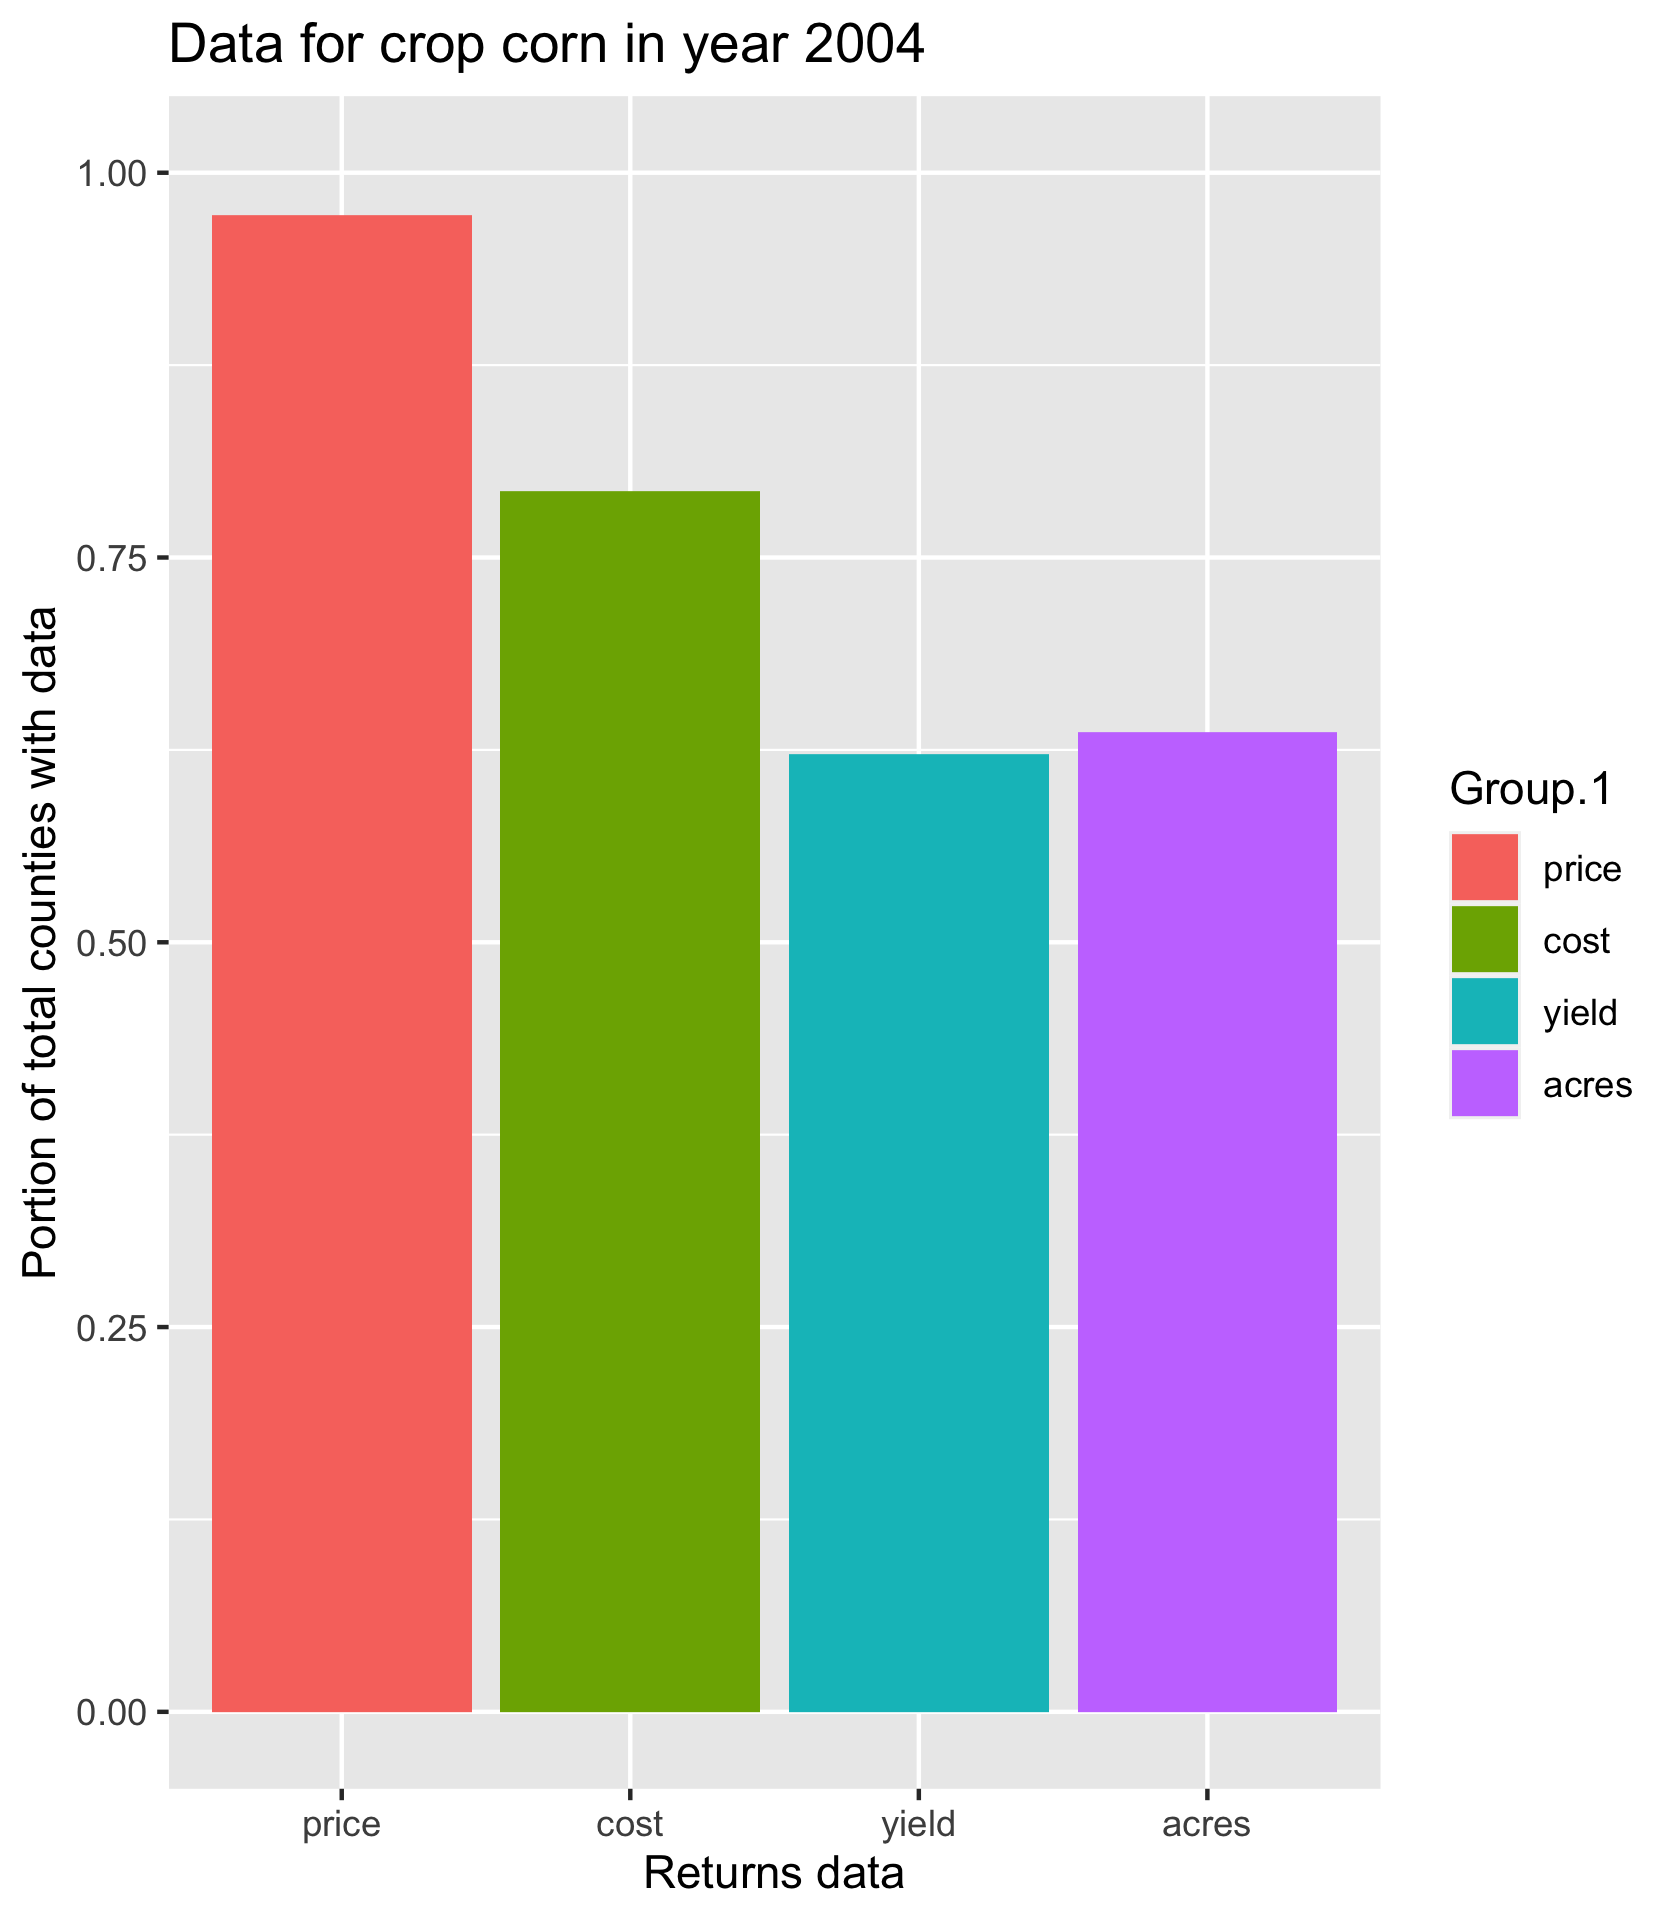 Data for crop corn in year 2004
Portion of total counties with data
1.00
0.75
0.50
0.25
0.00
price
cost
yield
acres
Returns data
Group.1
price
cost
yield
acres